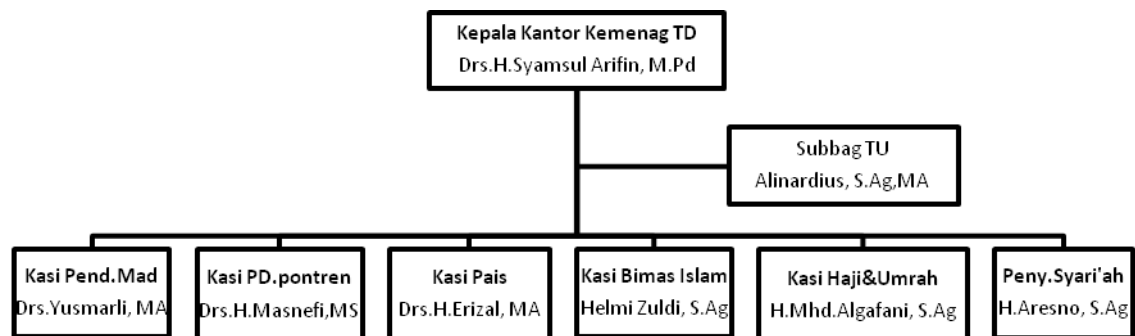 Kepala Kantor Kemenag TD
Drs.H.Syamsul Arifin, M.Pd
Subbag TU
Alinardius, S.Ag,MA
Kasi Pend.Mad
Drs.Yusmarli, MA
Kasi PD.pontren
Drs.H.Masnefi,MS
Kasi Pais
Drs.H.Erizal, MA
Kasi Bimas Islam
Helmi Zuldi, S.Ag
Kasi Haji&Umrah
H.Mhd.Algafani, S.Ag
Peny.Syari'ah
H.Aresno, S.Ag